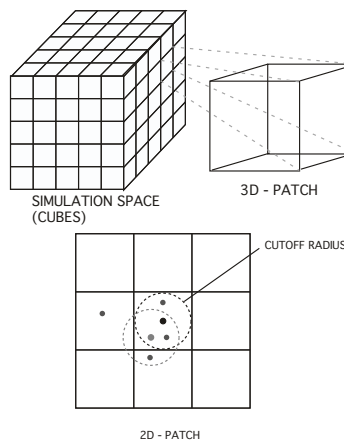 SIMULATION SPACE
(CUBES)
3D - PATCH
CUTOFF RADIUS
2D - PATCH